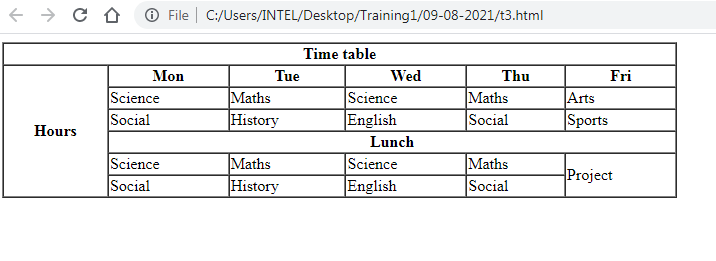 File C:/Users/INTEL/Desktop/Training1/09-08-2021/t3.html
Time table
Hours
Mon Tue Wed Thu Fri
Science Maths Science Maths Arts
Social History English Social Sports
Lunch
Science Maths Science Maths Project
Social History English Social